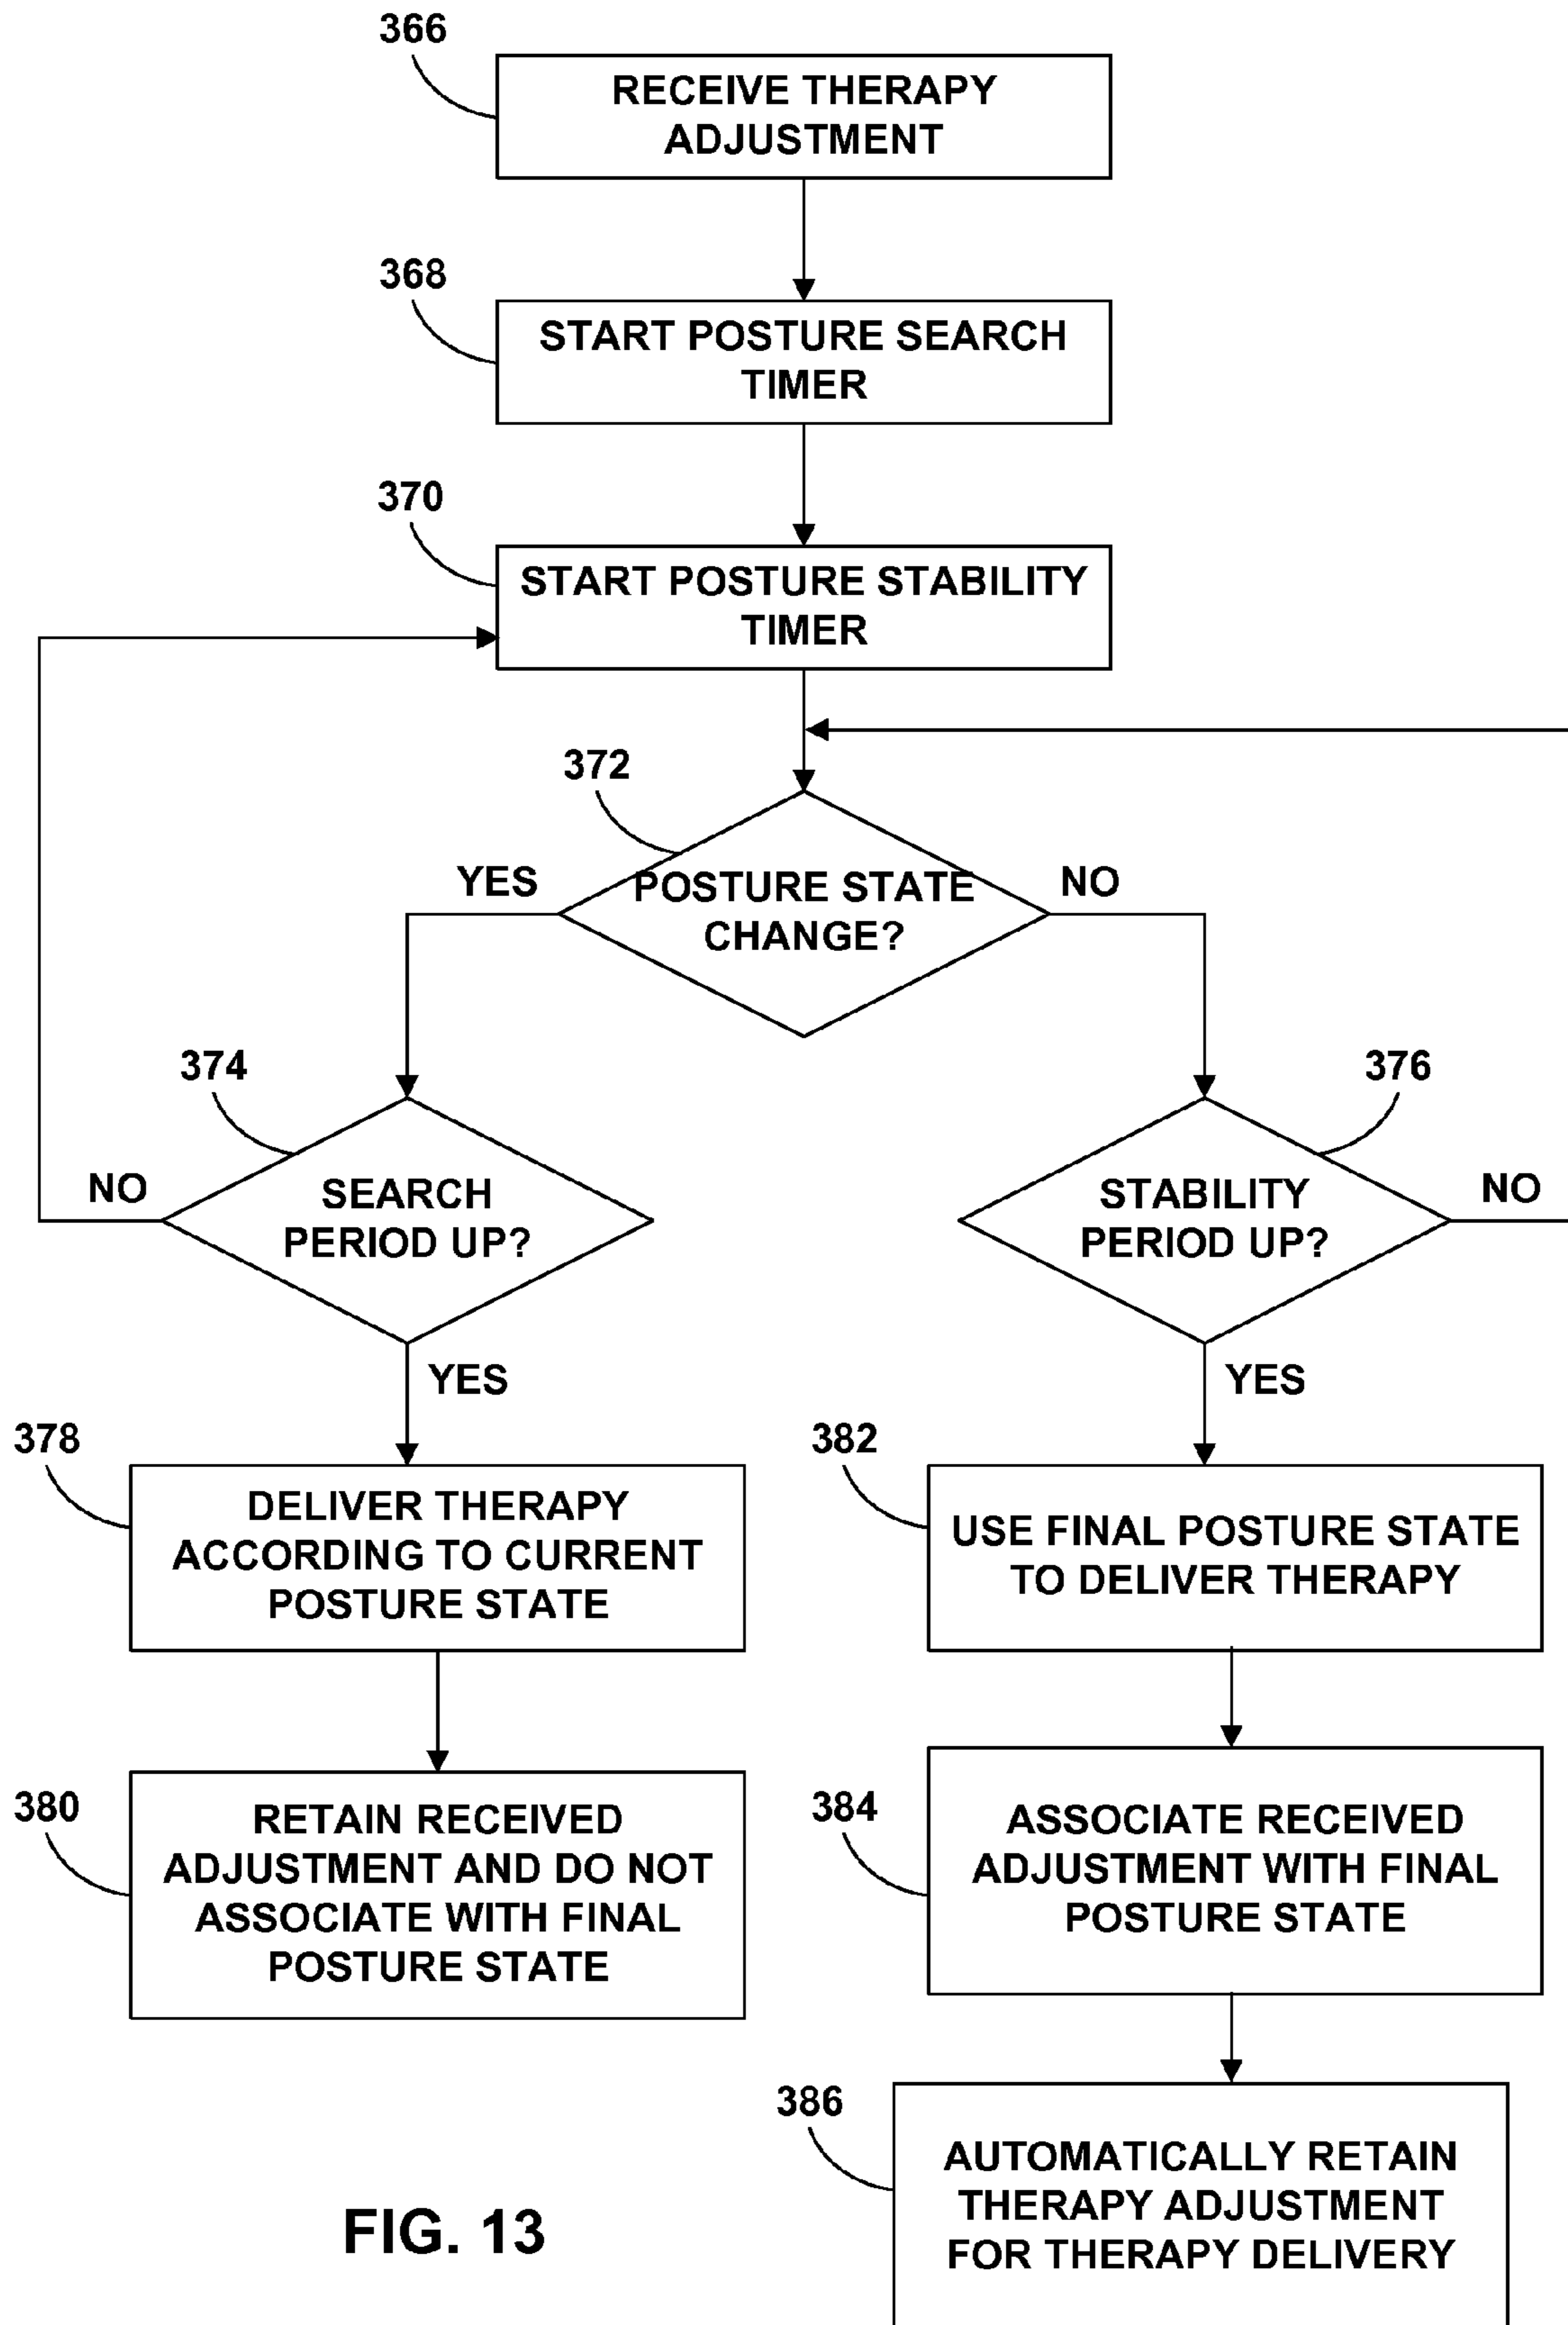 366
RECEIVE THERAPY
ADJUSTMENT
368
START POSTURE SEARCH
TIMER
370
START POSTURE STABILITY
TIMER
372
YES
POSTURE STATE
CHANGE?
NO
374
376
NO
SEARCH
PERIOD UP?
STABILITY
PERIOD UP?
NO
YES
YES
378
DELIVER THERAPY
ACCORDING TO CURRENT
POSTURE STATE
382
USE FINAL POSTURE STATE
TO DELIVER THERAPY
380
RETAIN RECEIVED
ADJUSTMENT AND DO NOT
ASSOCIATE WITH FINAL
POSTURE STATE
384
ASSOCIATE RECEIVED
ADJUSTMENT WITH FINAL
POSTURE STATE
386
AUTOMATICALLY RETAIN
THERAPY ADJUSTMENT
FOR THERAPY DELIVERY
FIG. 13